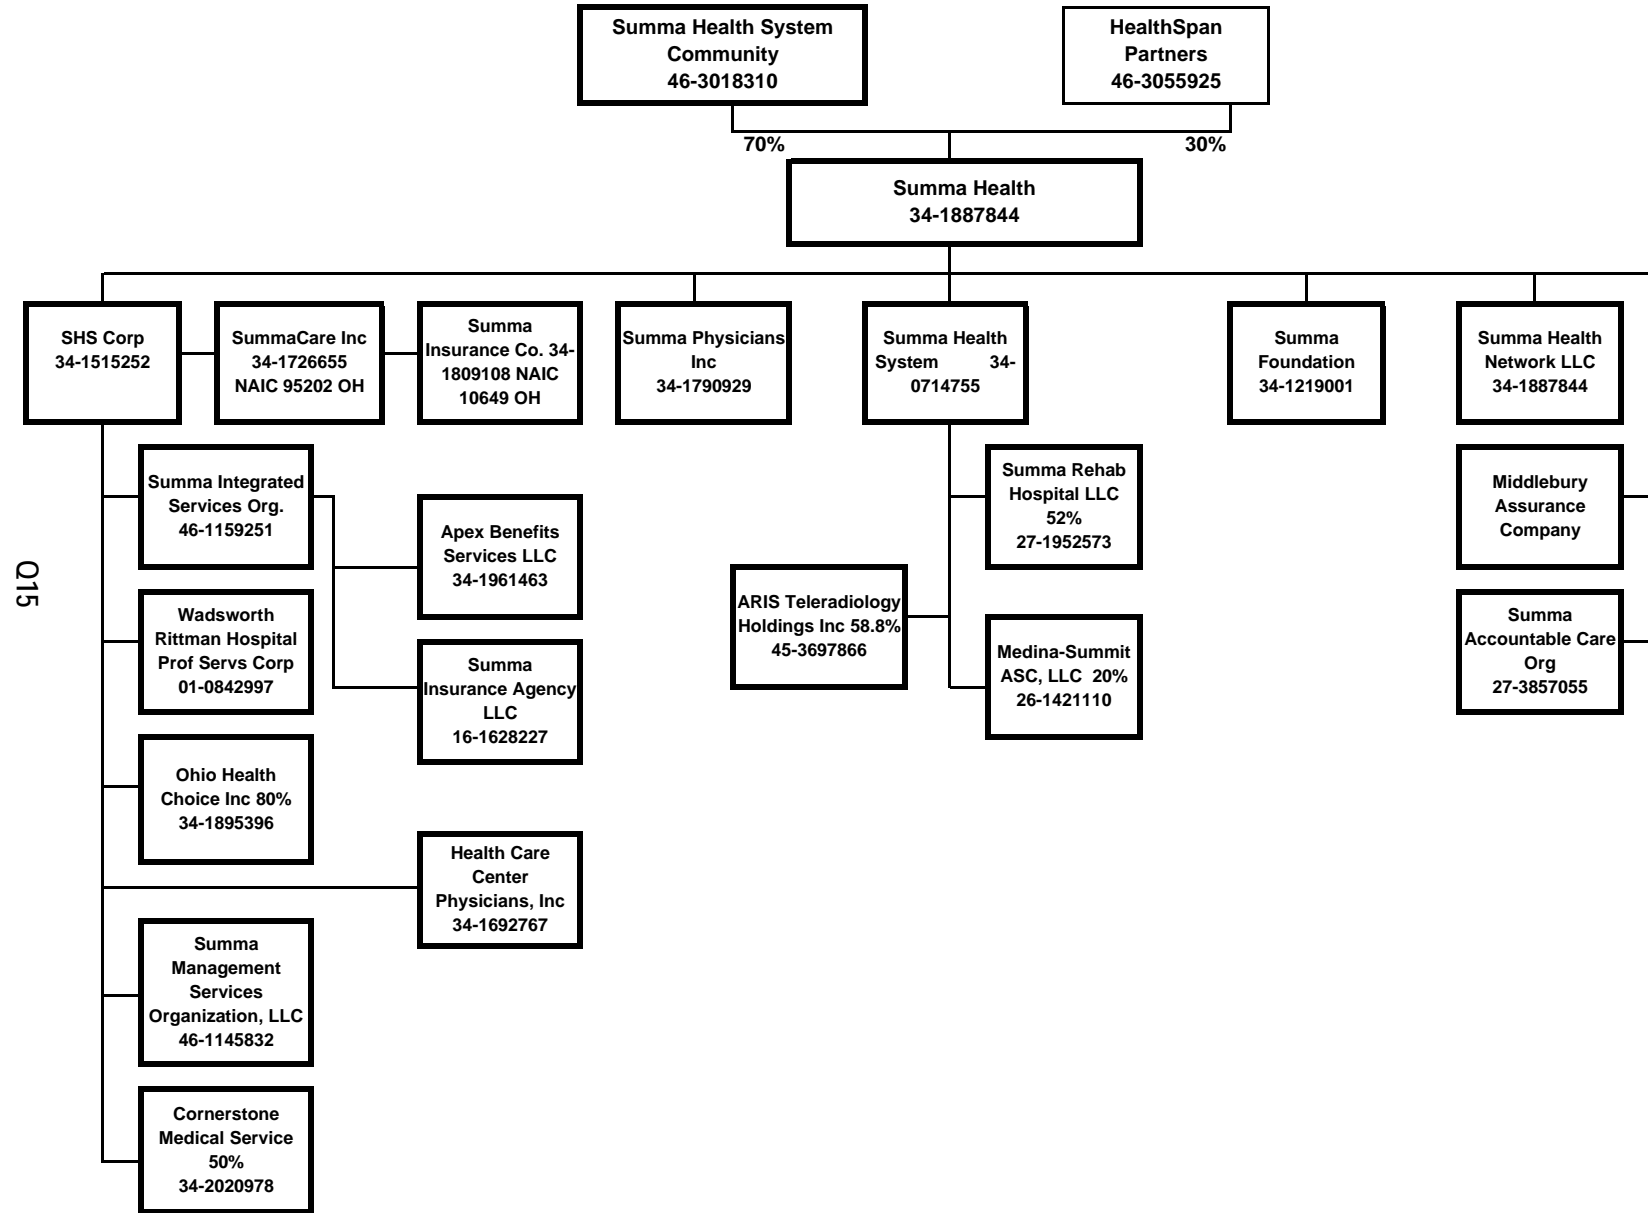 Summa Health System
Community
46-3018310
HealthSpan
Partners
46-3055925
70%
30%
Summa Health
34-1887844
SHS Corp
34-1515252
SummaCare Inc
34-1726655
NAIC 95202 OH
Summa
Insurance Co. 34-
1809108 NAIC
10649 OH
Summa Physicians
Inc
34-1790929
Summa Health
System 34-
0714755
Summa
Foundation
34-1219001
Summa Health
Network LLC
34-1887844
Summa Integrated
Services Org.
46-1159251
Apex Benefits
Services LLC
34-1961463
Summa Rehab
Hospital LLC
52%
27-1952573
Middlebury
Assurance
Company
Q15
Wadsworth
Rittman Hospital
Prof Servs Corp
01-0842997
Summa
Insurance Agency
LLC
16-1628227
ARIS Teleradiology
Holdings Inc 58.8%
45-3697866
Medina-Summit
ASC, LLC 20%
26-1421110
Summa
Accountable Care
Org
27-3857055
Ohio Health
Choice Inc 80%
34-1895396
Health Care
Center
Physicians, Inc
34-1692767
Summa
Management
Services
Organization, LLC
46-1145832
Cornerstone
Medical Service
50%
34-2020978